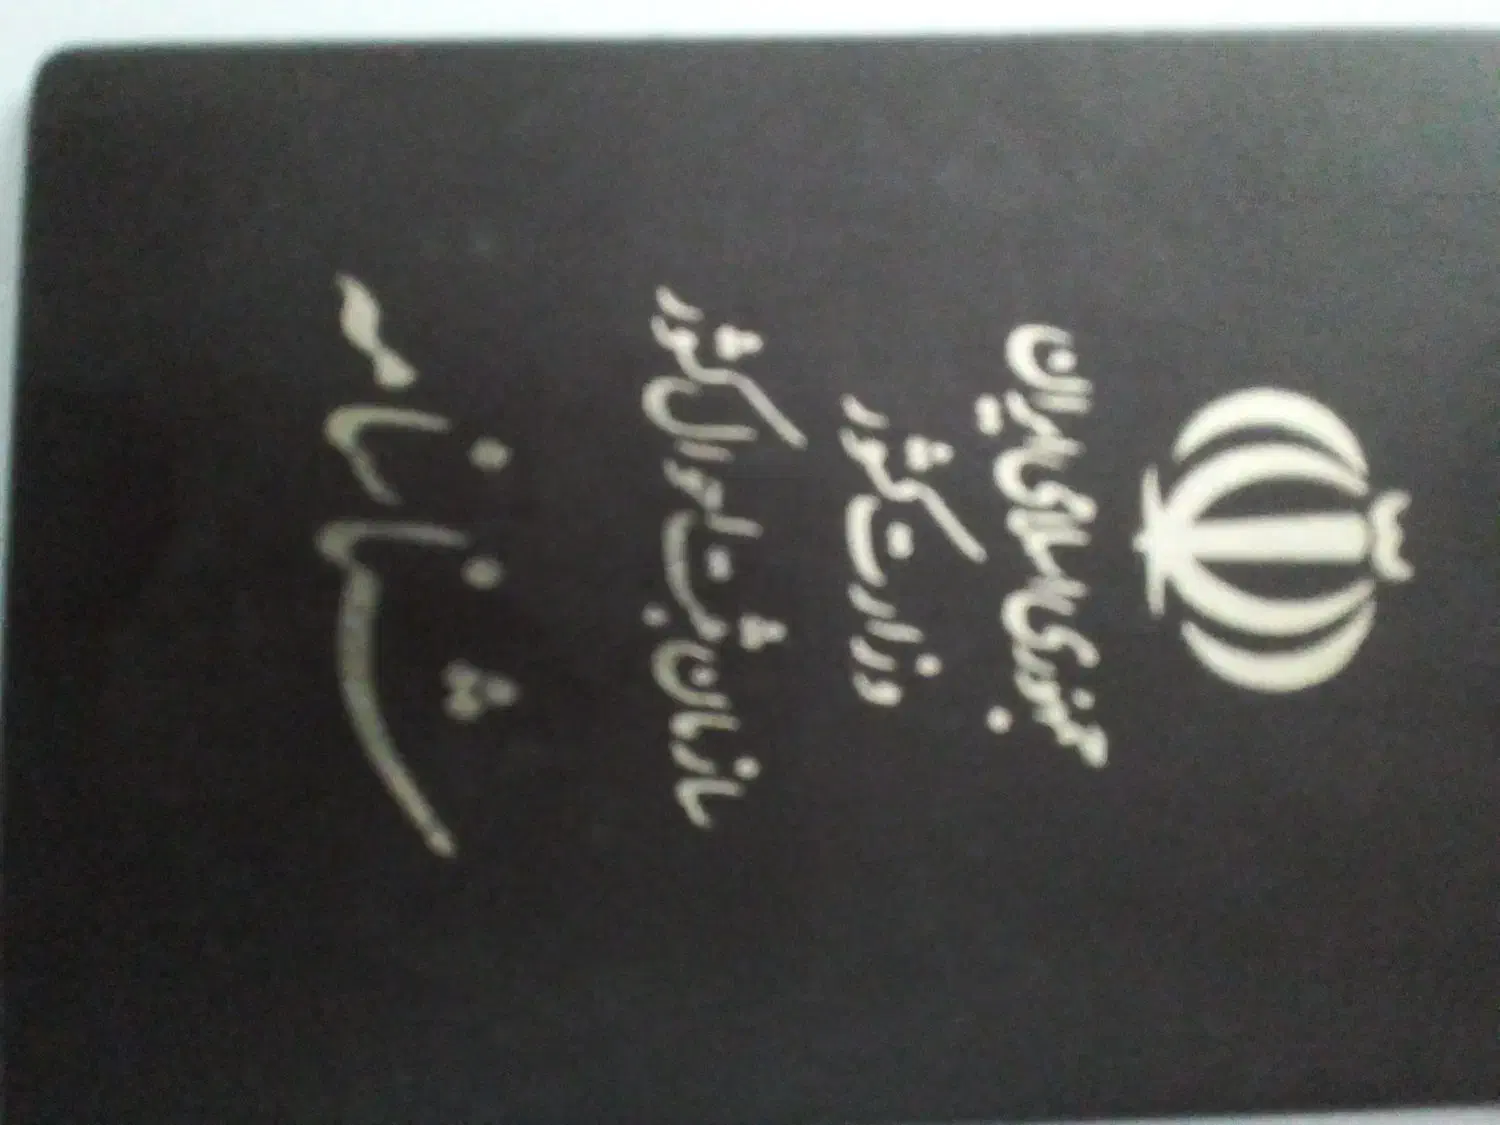 جمهوری اسلامی ایران
وزارت کشور
سازمان ثبت احوال کشور
شناسنامه